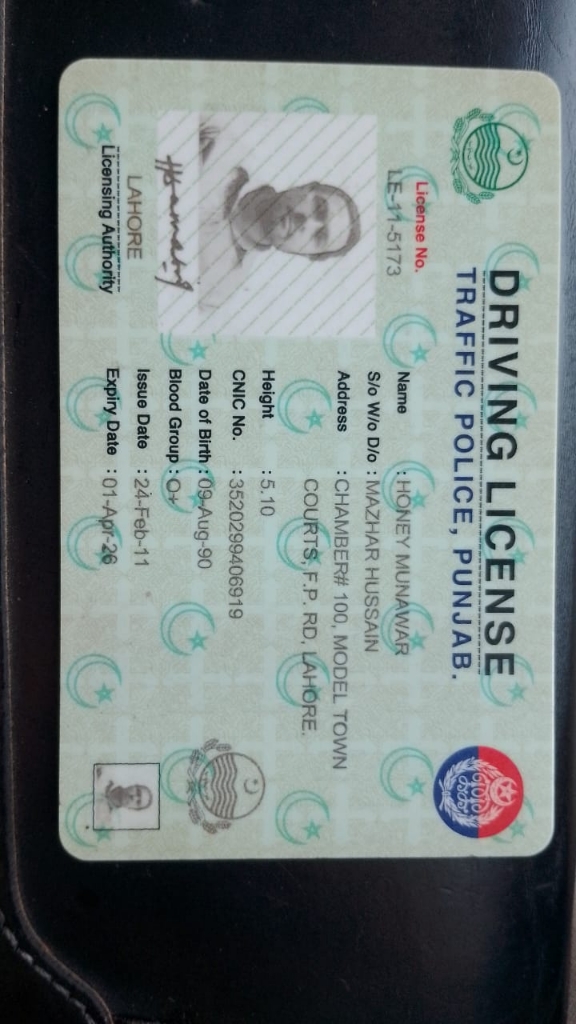 DRIVING LICENSE
TRAFFIC POLICE, PUNJAB.
License No.
LE-11-5173
Name : HONEY MUNAWAR
S/o W/o D/o : MAZHAR HUSSAIN
Address : CHAMBER# 100, MODEL TOWN
COURTS, F.P. RD, LAHORE.
Height : 5.10
CNIC No. : 3520299406919
Date of Birth : 09-Aug-90
Blood Group : O+
Issue Date : 24-Feb-11
Expiry Date : 01-Apr-26
LAHORE
Licensing Authority